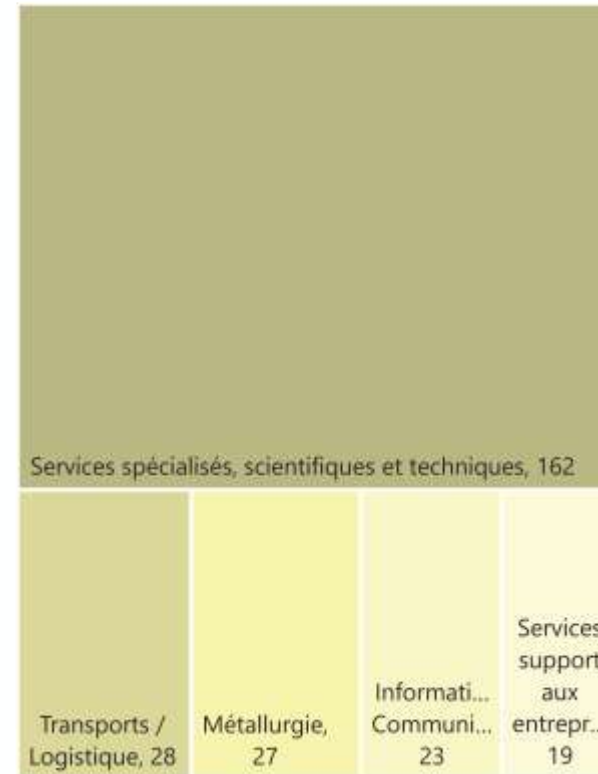 Services spécialisés, scientifiques et techniques, 162
Transports /
Logistique, 28
Métallurgie,
27
Informati...
Communi...
23
Services
support
aux
entrepr...
19